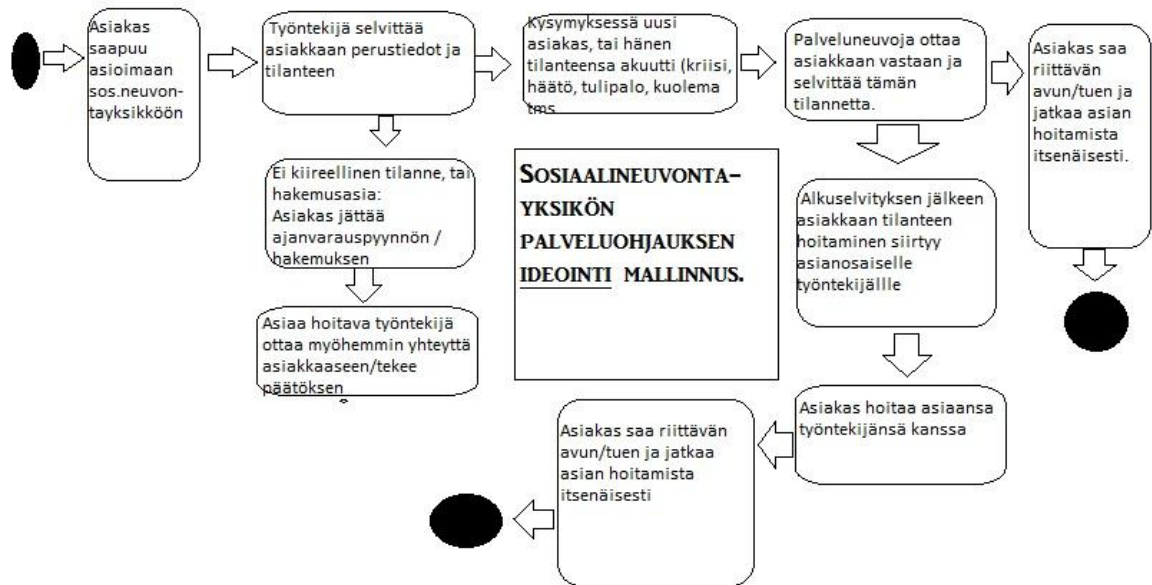 Asiakas
saapuu
asioimaan
sos.neuvon-
tayksikköön
Työntekijä selvittää
asiakkaan perustiedot ja
tilanteen
Kysymyksessä uusi
asiakas, tai hänen
tilanteensa akuutti (kriisi,
häätö, tulipalo, kuolema
tms
Palveluneuvoja ottaa
asiakkaan vastaan ja
selvittää tämän
tilannetta.
Asiakas saa
riittävän
avun/tuen ja
jatkaa asian
hoitamista
itsenäisesti.
Ei kiireellinen tilanne, tai
hakemusasia:
Asiakas jättää
ajanvarauspyynnön /
hakemuksen
Asiaa hoitava työntekijä
ottaa myöhemmin yhteyttä
asiakkaaseen/tekee
päätöksen
SOSIAALINEUVONTA-
YKSIKÖN
PALVELUOHJAUKSEN
IDEOINTI MALLINNUS.
Alkuselvityksen jälkeen
asiakkaan tilanteen
hoitaminen siirtyy
asianosaiselle
työntekijällle
Asiakas hoitaa asiaansa
työntekijänsä kanssa
Asiakas saa riittävän
avun/tuen ja jatkaa
asian hoitamista
itsenäisesti